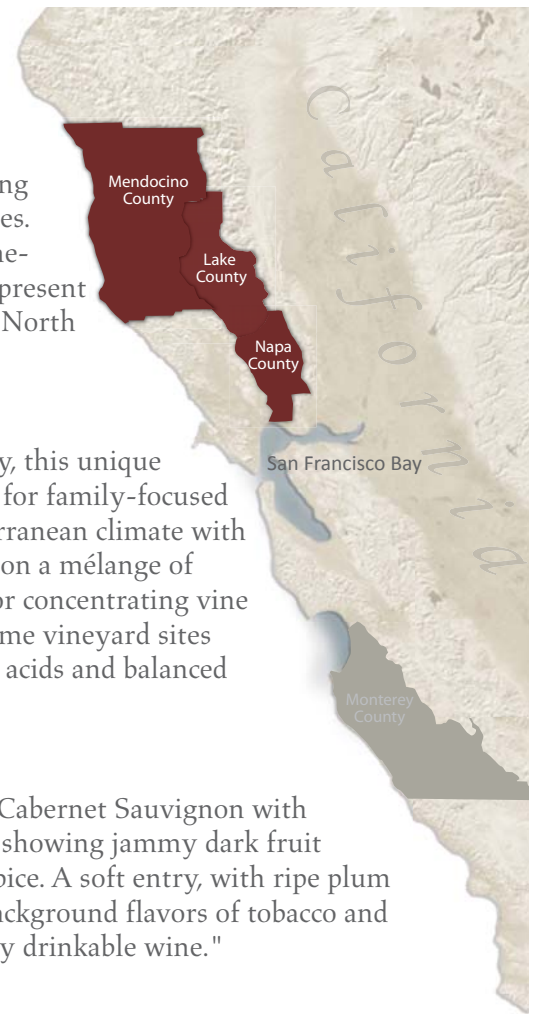 California
ng
Mendocino
County
es.
ne-
Lake
County
present
North
Napa
County
y, this unique
San Francisco Bay
for family-focused
rranean climate with
on a mélange of
or concentrating vine
me vineyard sites
acids and balanced
Monterey
County
Cabernet Sauvignon with
showing jammy dark fruit
pice. A soft entry, with ripe plum
ackground flavors of tobacco and
y drinkable wine."